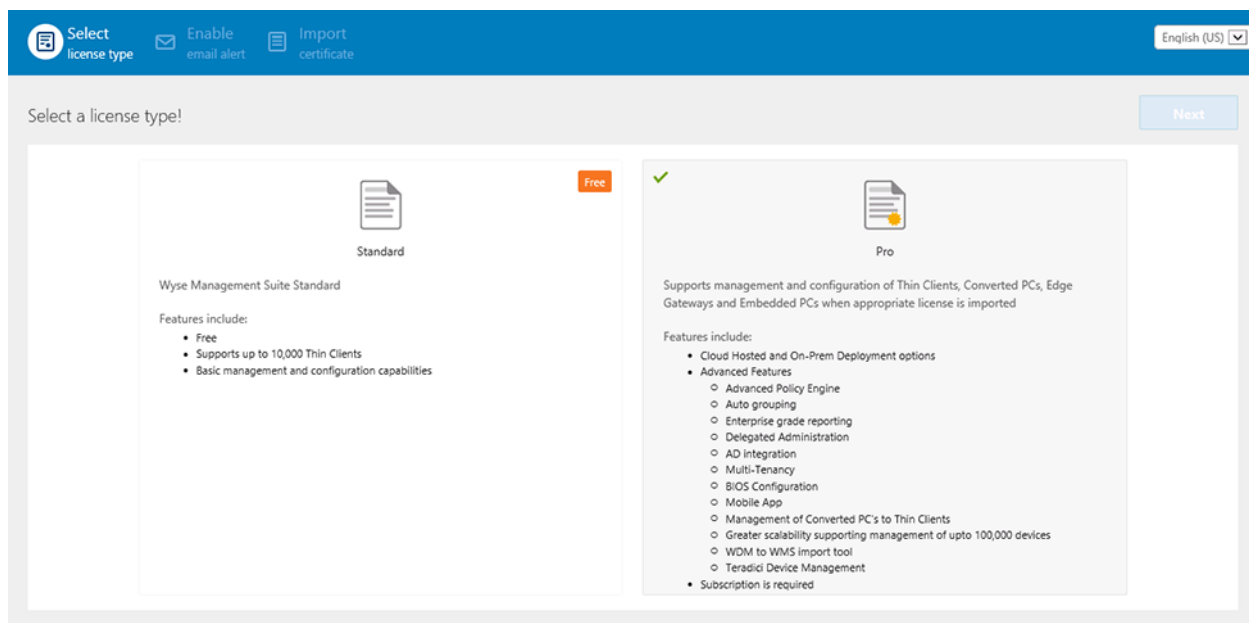 Select
license type
Enable
email alert
Import
certificate
English (US)
Select a license type!
Next
Free
Standard
Wyse Management Suite Standard
Features include:
• Free
• Supports up to 10,000 Thin Clients
• Basic management and configuration capabilities
Pro
Supports management and configuration of Thin Clients, Converted PCs, Edge
Gateways and Embedded PCs when appropriate license is imported
Features include:
• Cloud Hosted and On-Prem Deployment options
• Advanced Features
○ Advanced Policy Engine
○ Auto grouping
○ Enterprise grade reporting
○ Delegated Administration
○ AD integration
○ Multi-Tenancy
○ BIOS Configuration
○ Mobile App
○ Management of Converted PC's to Thin Clients
○ Greater scalability supporting management of upto 100,000 devices
○ WDM to WMS import tool
○ Teradici Device Management
• Subscription is required